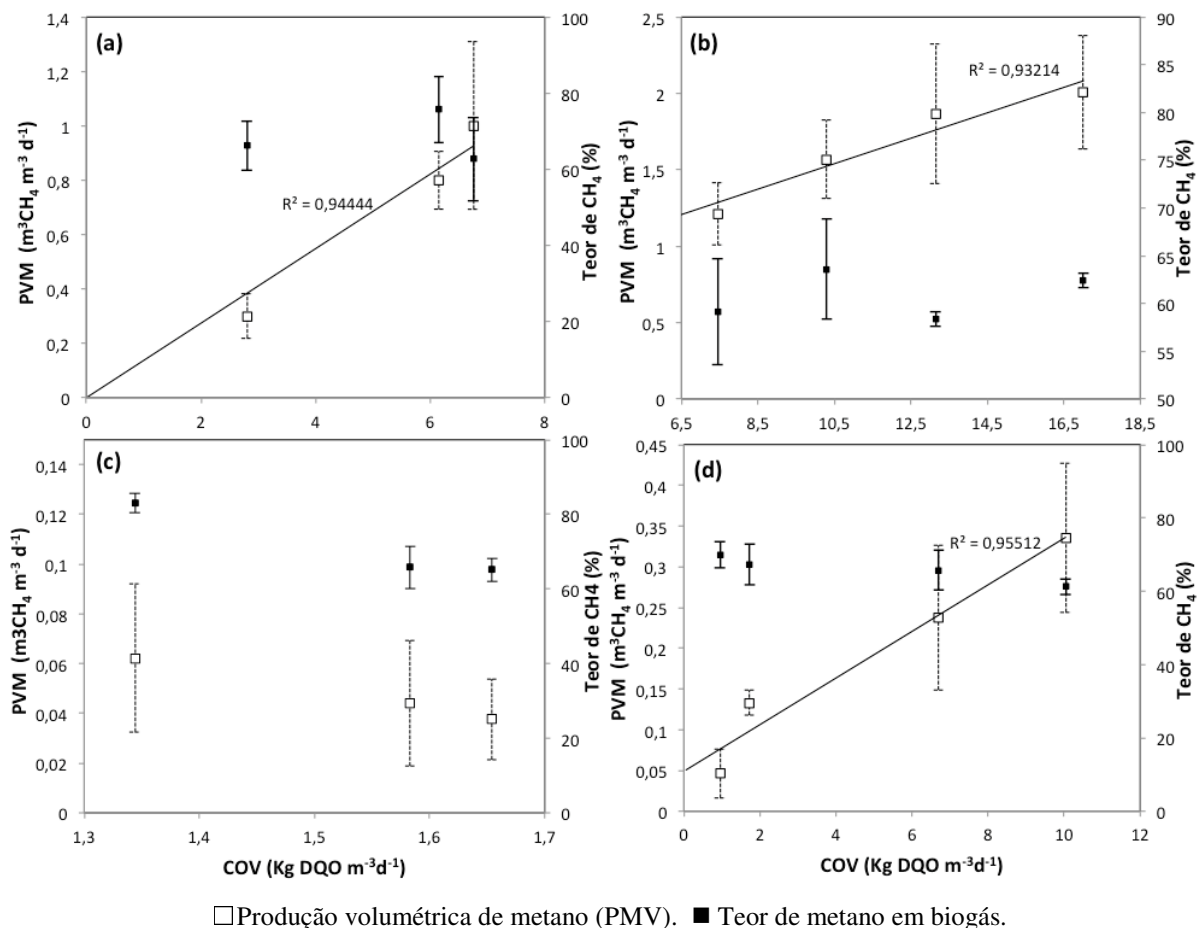 (a)
1,4
1,2
1
0,8
0,6
0,4
0,2
0
PVM (m³CH₄ m⁻³ d⁻¹)
R² = 0,94444
100
80
60
40
20
0
Teor de CH₄ (%)
0 2 4 6 8
(b)
2,5
2
1,5
1
0,5
0
PVM (m³CH₄ m⁻³ d⁻¹)
R² = 0,93214
90
85
80
75
70
65
60
55
50
Teor de CH₄ (%)
6,5 8,5 10,5 12,5 14,5 16,5 18,5
(c)
0,14
0,12
0,1
0,08
0,06
0,04
0,02
0
PVM (m3CH₄ m⁻³ d⁻¹)
100
80
60
40
20
0
Teor de CH4 (%)
1,3 1,4 1,5 1,6 1,7
COV (Kg DQO m⁻³d⁻¹)
(d)
0,45
0,4
0,35
0,3
0,25
0,2
0,15
0,1
0,05
0
PVM (m³CH₄ m⁻³ d⁻¹)
R² = 0,95512
100
80
60
40
20
0
Teor de CH₄ (%)
0 2 4 6 8 10 12
COV (Kg DQO m⁻³d⁻¹)
□ Produção volumétrica de metano (PMV). ■ Teor de metano em biogás.